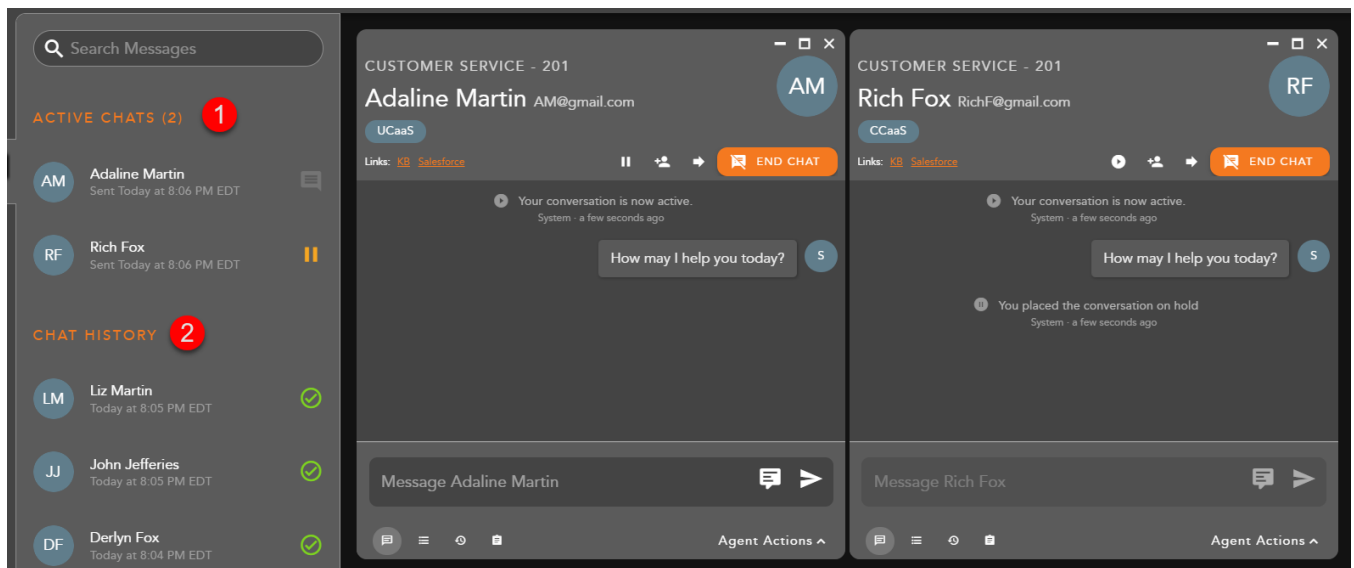 Search Messages
ACTIVE CHATS (2) 1
AM Adaline Martin
Sent Today at 8:06 PM EDT
RF Rich Fox
Sent Today at 8:06 PM EDT
CHAT HISTORY 2
LM Liz Martin
Today at 8:05 PM EDT
JJ John Jefferies
Today at 8:05 PM EDT
DF Derlyn Fox
Today at 8:04 PM EDT
CUSTOMER SERVICE - 201
Adaline Martin AM@gmail.com
AM
UCaaS
Links: KB Salesforce
END CHAT
Your conversation is now active.
System - a few seconds ago
How may I help you today? S
Message Adaline Martin
Agent Actions
CUSTOMER SERVICE - 201
Rich Fox RichF@gmail.com
RF
CCaaS
Links: KB Salesforce
END CHAT
Your conversation is now active.
System - a few seconds ago
How may I help you today? S
You placed the conversation on hold
System - a few seconds ago
Message Rich Fox
Agent Actions